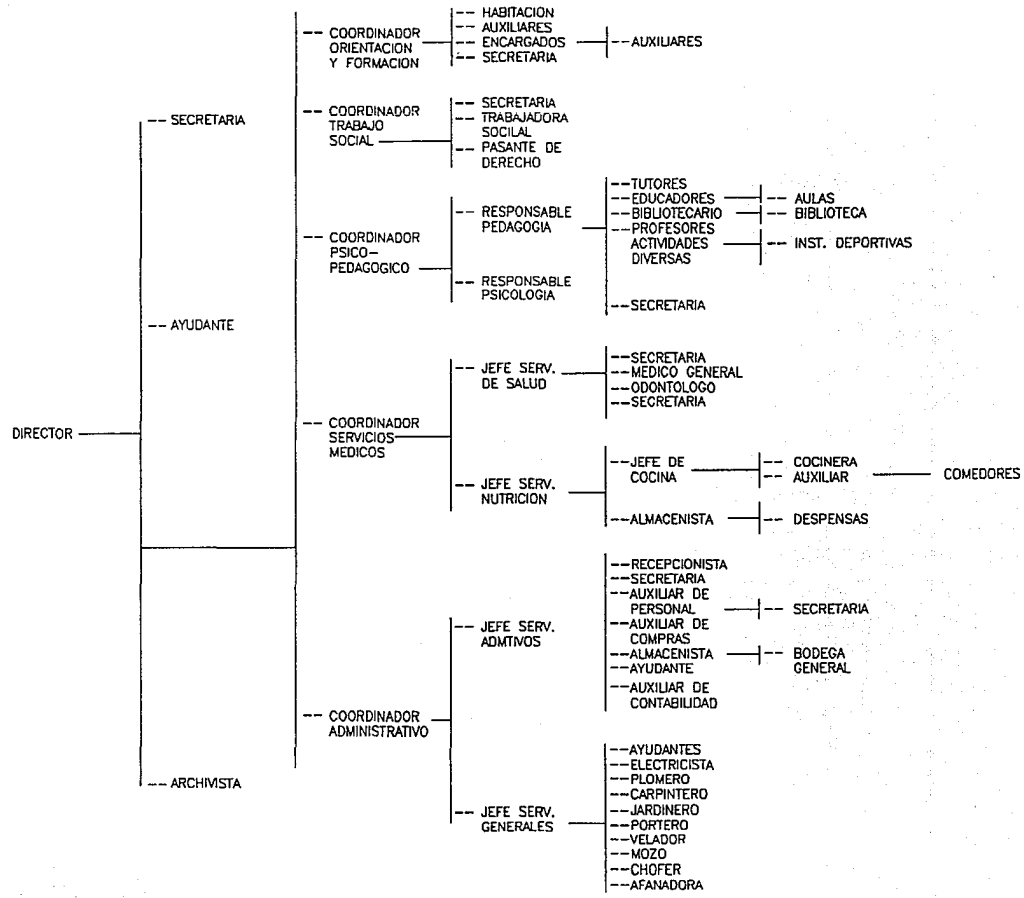 DIRECTOR
-- SECRETARIA
-- AYUDANTE
-- ARCHIVISTA
-- COORDINADOR
ORIENTACION
Y FORMACION
-- HABITACION
-- AUXILIARES
-- ENCARGADOS
-- SECRETARIA
-- AUXILIARES
-- COORDINADOR
TRABAJO
SOCIAL
-- SECRETARIA
-- TRABAJADORA
SOCILAL
-- PASANTE DE
DERECHO
-- COORDINADOR
PSICO-
PEDAGOGICO
-- RESPONSABLE
PEDAGOGIA
-- TUTORES
-- EDUCADORES
-- AULAS
-- BIBLIOTECARIO
-- BIBLIOTECA
-- PROFESORES
ACTIVIDADES
DIVERSAS
-- INST. DEPORTIVAS
-- SECRETARIA
-- RESPONSABLE
PSICOLOGIA
-- COORDINADOR
SERVICIOS
MEDICOS
-- JEFE SERV.
DE SALUD
-- SECRETARIA
-- MEDICO GENERAL
-- ODONTOLOGO
-- SECRETARIA
-- JEFE SERV.
NUTRICION
-- JEFE DE
COCINA
-- COCINERA
-- AUXILIAR
COMEDORES
-- ALMACENISTA
-- DESPENSAS
-- COORDINADOR
ADMINISTRATIVO
-- JEFE SERV.
ADMTIVOS
-- RECEPCIONISTA
-- SECRETARIA
-- AUXILIAR DE
PERSONAL
-- SECRETARIA
-- AUXILIAR DE
COMPRAS
-- ALMACENISTA
-- BODEGA
GENERAL
-- AYUDANTE
-- AUXILIAR DE
CONTABILIDAD
-- JEFE SERV.
GENERALES
-- AYUDANTES
-- ELECTRICISTA
-- PLOMERO
-- CARPINTERO
-- JARDINERO
-- PORTERO
-- VELADOR
-- MOZO
-- CHOFER
-- AFANADORA